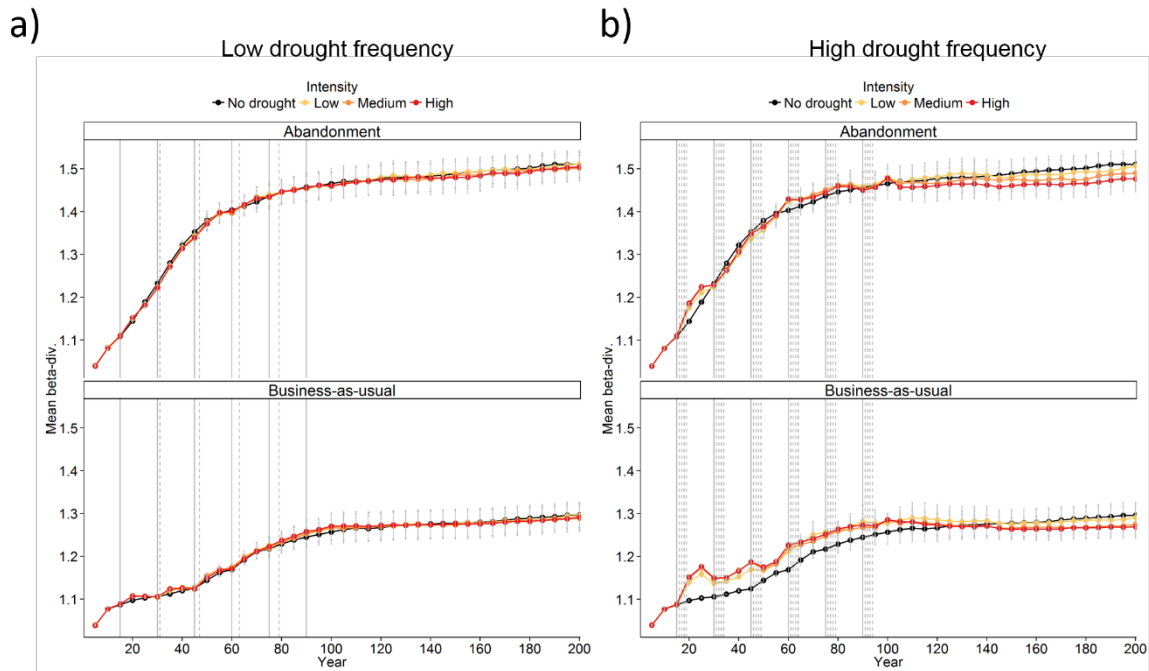 a)
Low drought frequency
Intensity
No drought Low Medium High
Abandonment
1.5
1.4
1.3
1.2
1.1
Business-as-usual
1.5
1.4
1.3
1.2
1.1
Mean beta-div.
20 40 60 80 100 120 140 160 180 200
Year
b)
High drought frequency
Intensity
No drought Low Medium High
Abandonment
1.5
1.4
1.3
1.2
1.1
Business-as-usual
1.5
1.4
1.3
1.2
1.1
Mean beta-div.
20 40 60 80 100 120 140 160 180 200
Year